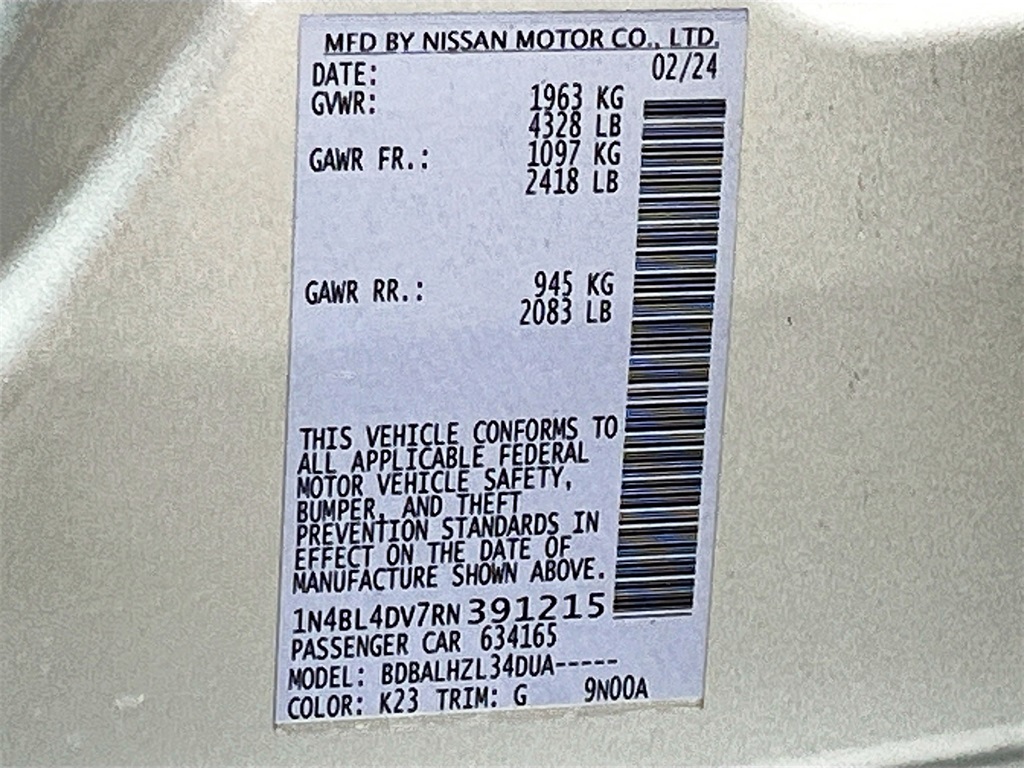 MFD BY NISSAN MOTOR CO., LTD.
DATE: 02/24
GVWR: 1963 KG
4328 LB
GAWR FR.: 1097 KG
2418 LB
GAWR RR.: 945 KG
2083 LB
THIS VEHICLE CONFORMS TO
ALL APPLICABLE FEDERAL
MOTOR VEHICLE SAFETY,
BUMPER, AND THEFT
PREVENTION STANDARDS IN
EFFECT ON THE DATE OF
MANUFACTURE SHOWN ABOVE.
1N4BL4DV7RN391215
PASSENGER CAR 634165
MODEL: BDBALHZL34DUA-----
COLOR: K23 TRIM: G 9N00A